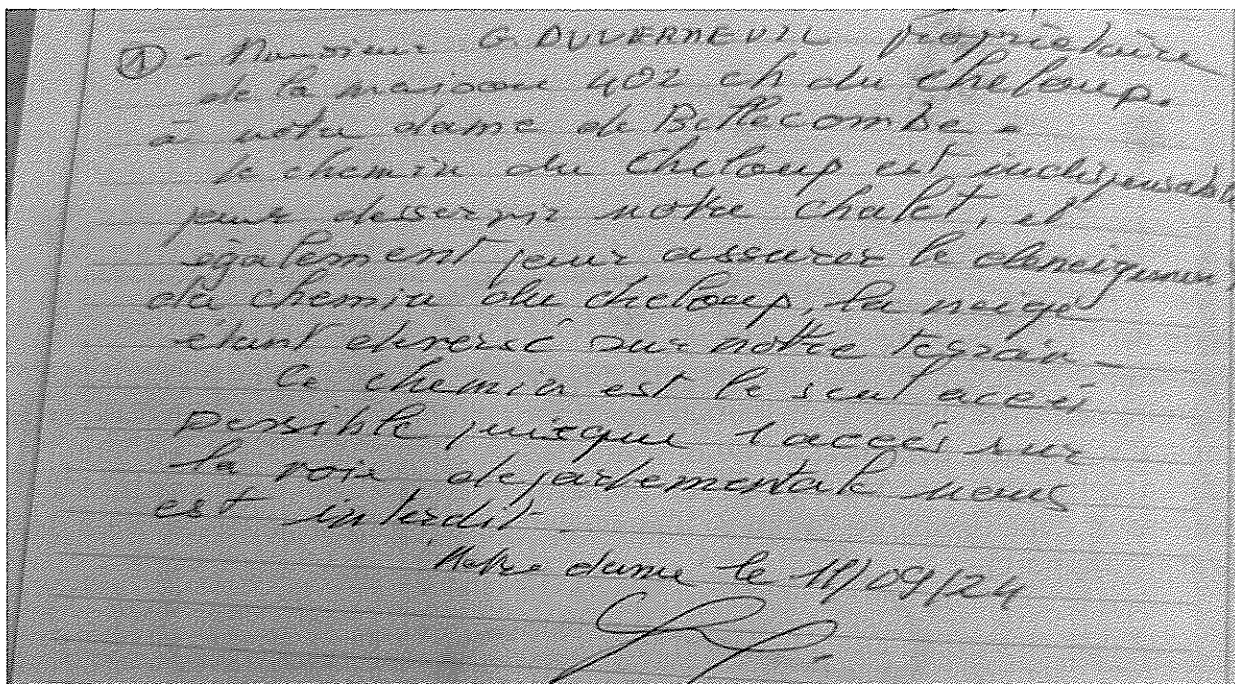 ① - Monsieur G. DUVERNEUIL propriétaire
de la maison 402 ch du cheloup,
à notre dame de Bellecombe.
Le chemin du cheloup est indispensable
pour desservir notre chalet, et
également pour assurer le déneigement
du chemin du cheloup, la neige
étant déversé sur notre terrain -
Ce chemin est le seul accès
possible puisque l'accés sur
la voie départementale nous
est interdit.
Notre dame le 11/09/24